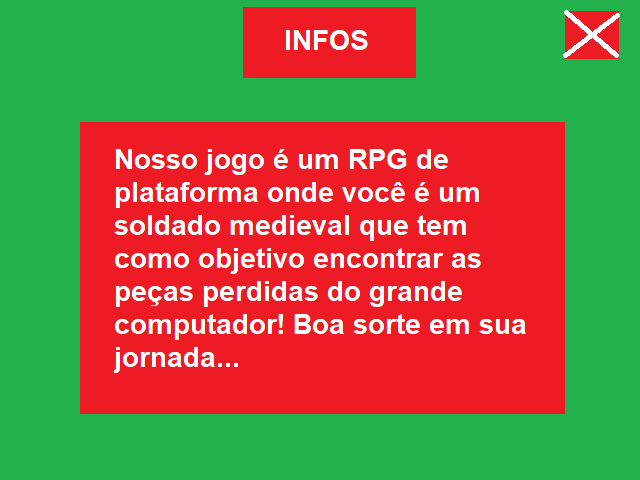 INFOS
Nosso jogo é um RPG de
plataforma onde você é um
soldado medieval que tem
como objetivo encontrar as
peças perdidas do grande
computador! Boa sorte em sua
jornada...